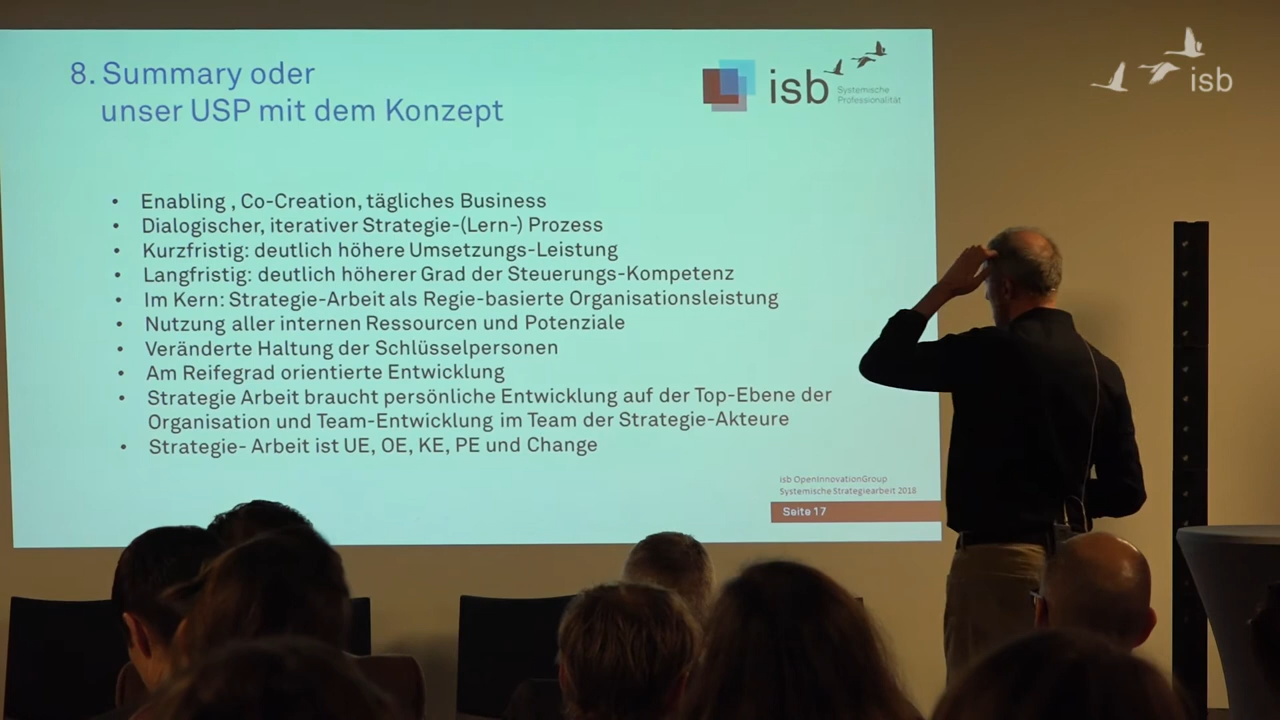 8. Summary oder
unser USP mit dem Konzept
isb
Systemische
Professionalität
isb
• Enabling , Co-Creation, tägliches Business
• Dialogischer, iterativer Strategie-(Lern-) Prozess
• Kurzfristig: deutlich höhere Umsetzungs-Leistung
• Langfristig: deutlich höherer Grad der Steuerungs-Kompetenz
• Im Kern: Strategie-Arbeit als Regie-basierte Organisationsleistung
• Nutzung aller internen Ressourcen und Potenziale
• Veränderte Haltung der Schlüsselpersonen
• Am Reifegrad orientierte Entwicklung
• Strategie Arbeit braucht persönliche Entwicklung auf der Top-Ebene der
Organisation und Team-Entwicklung im Team der Strategie-Akteure
• Strategie- Arbeit ist UE, OE, KE, PE und Change
isb OpenInnovationGroup
Systemische Strategiearbeit 2018
Seite 17